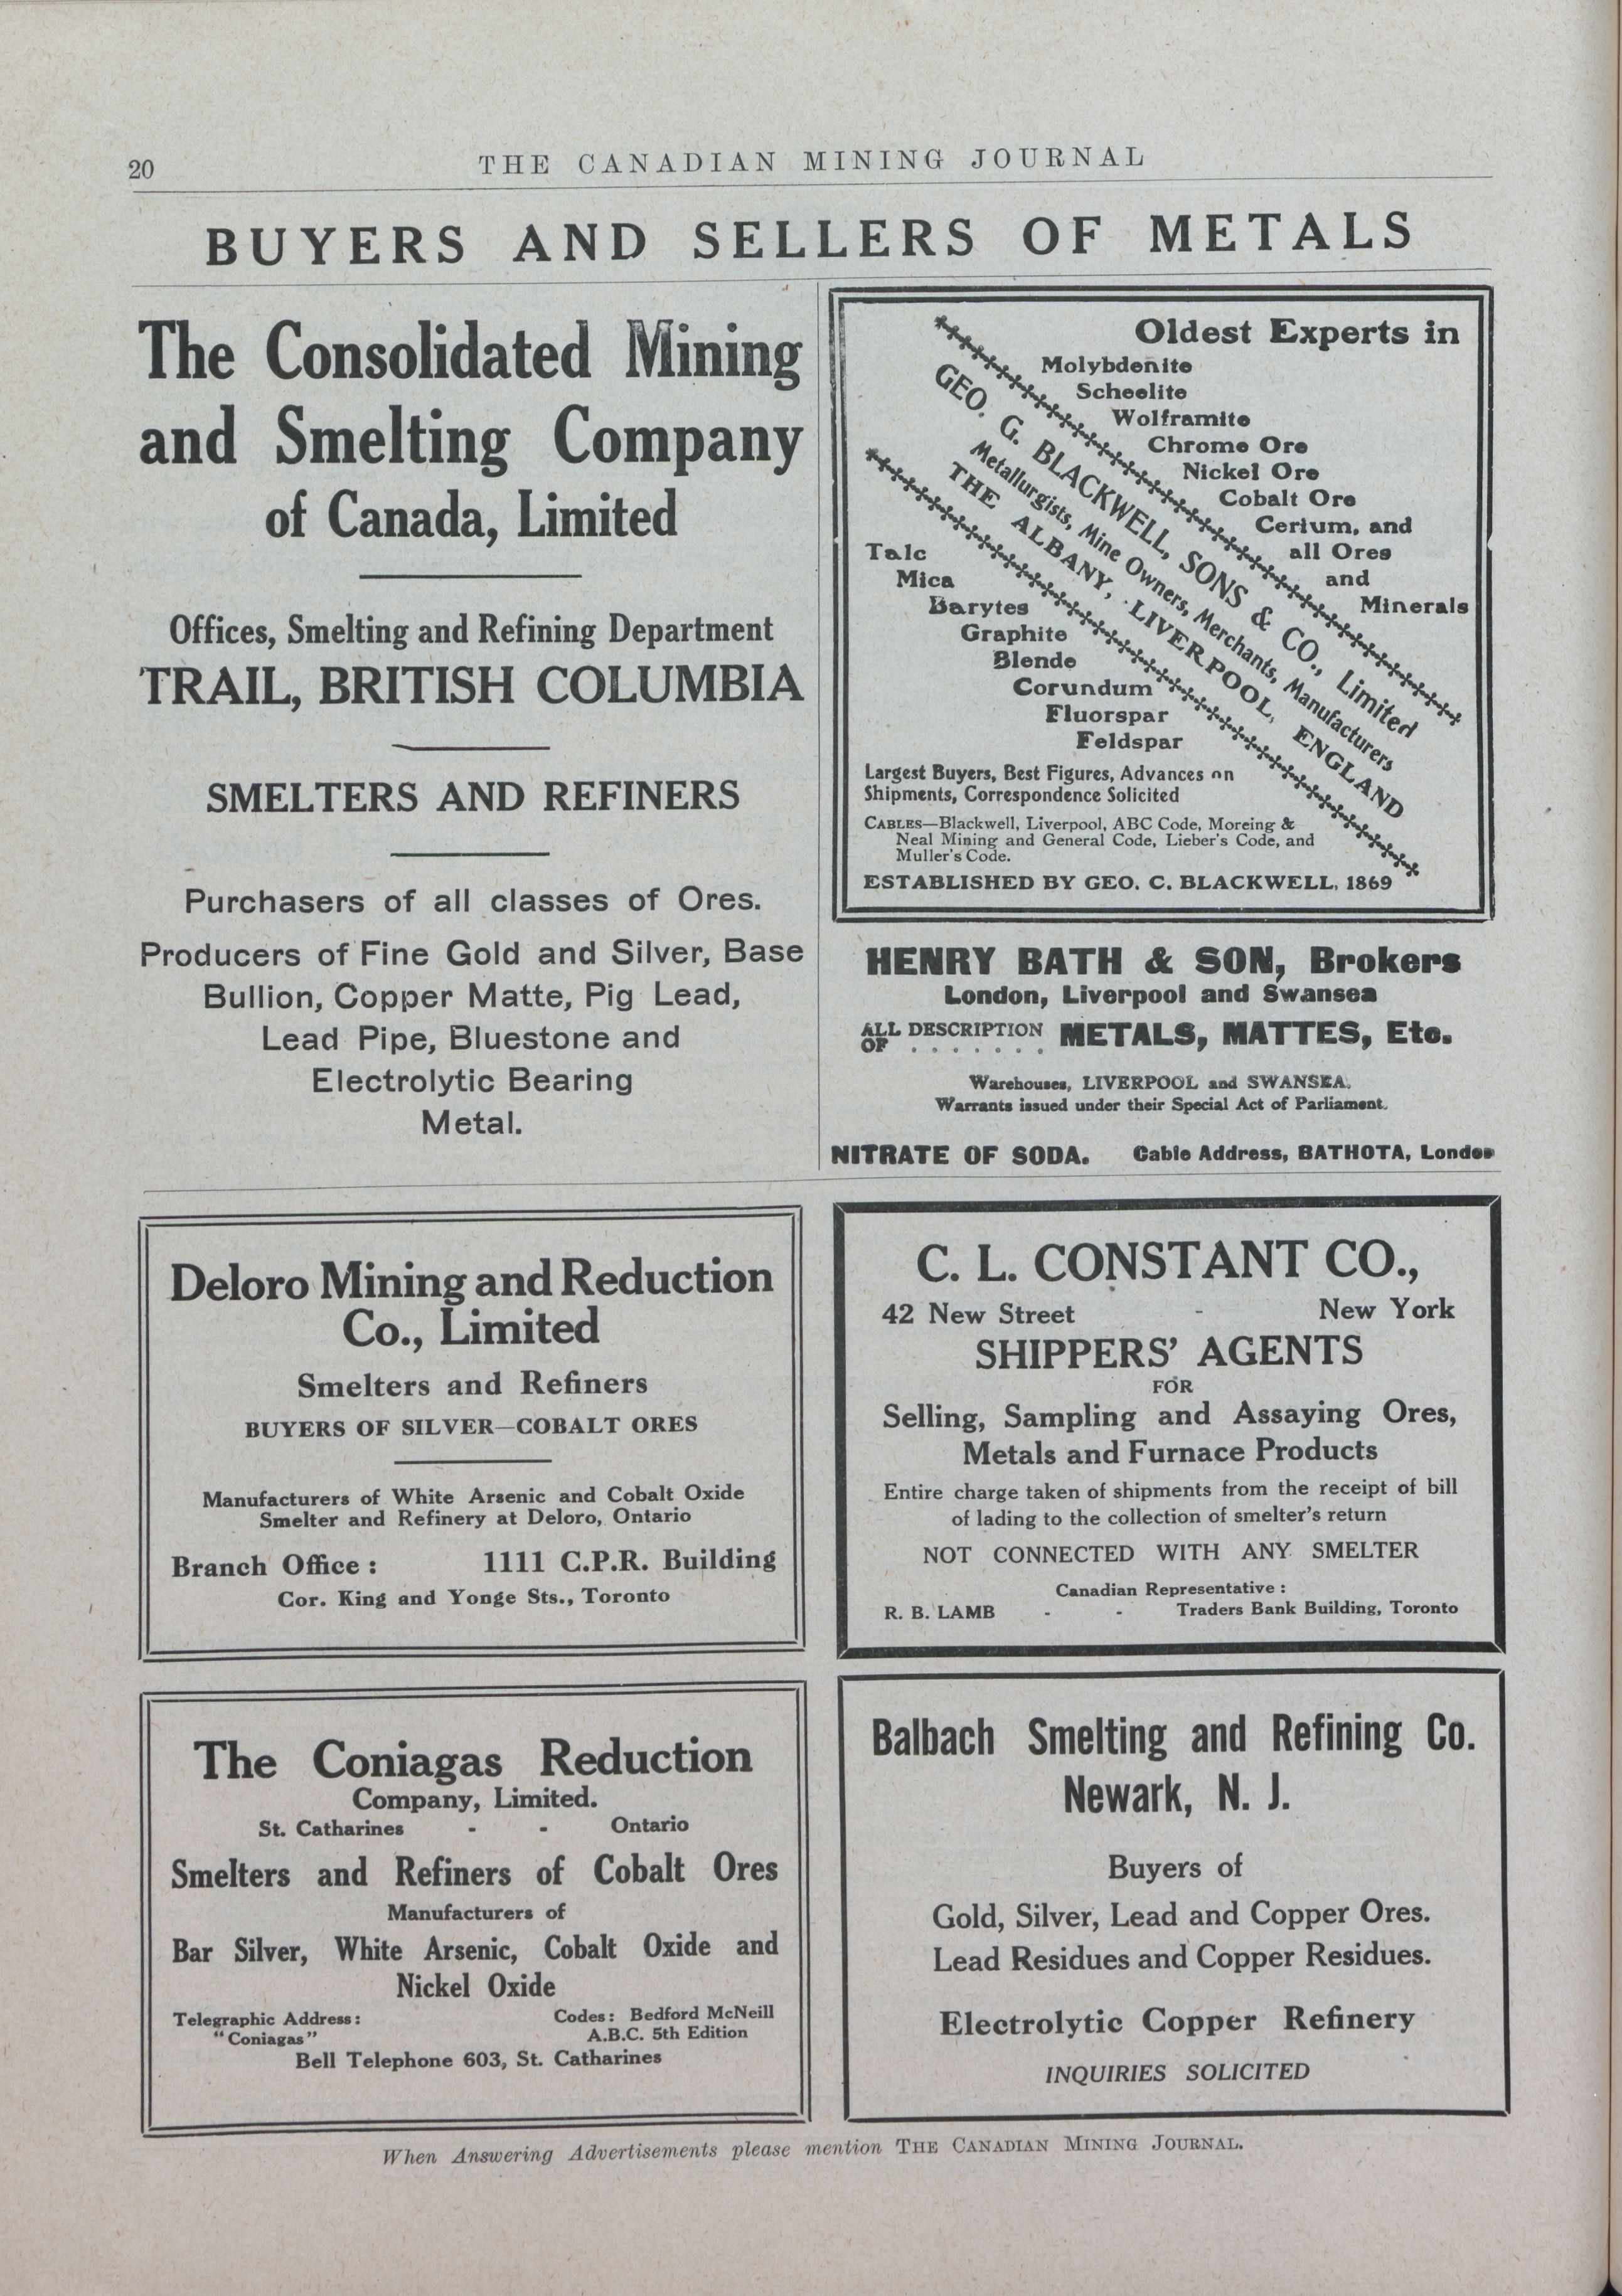 20
THE CANADIAN MINING JOURNAL
BUYERS AND SELLERS OF METALS
The Consolidated Mining
and Smelting Company
of Canada, Limited
Offices, Smelting and Refining Department
TRAIL, BRITISH COLUMBIA
SMELTERS AND REFINERS
Purchasers of all classes of Ores.
Producers of Fine Gold and Silver, Base
Bullion, Copper Matte, Pig Lead,
Lead Pipe, Bluestone and
Electrolytic Bearing
Metal.
Oldest Experts in
Molybdenite
Scheelite
Wolframite
Chrome Ore
Nickel Ore
Cobalt Ore
Cerium, and
all Ores
and
Minerals
GEO. G. BLACKWELL, SONS & CO., Limited
Metallurgists, Mine Owners, Merchants, Manufacturers
THE ALBANY, LIVERPOOL, ENGLAND
Talc
Mica
Barytes
Graphite
Blende
Corundum
Fluorspar
Feldspar
Largest Buyers, Best Figures, Advances on
Shipments, Correspondence Solicited
CABLES—Blackwell, Liverpool, ABC Code, Moreing &
Neal Mining and General Code, Lieber's Code, and
Muller's Code.
ESTABLISHED BY GEO. C. BLACKWELL, 1869
HENRY BATH & SON, Brokers
London, Liverpool and Swansea
ALL DESCRIPTION METALS, MATTES, Etc.
OF . . . . . . .
Warehouses, LIVERPOOL and SWANSEA.
Warrants issued under their Special Act of Parliament.
NITRATE OF SODA. Cable Address, BATHOTA, London
Deloro Mining and Reduction
Co., Limited
Smelters and Refiners
BUYERS OF SILVER—COBALT ORES
Manufacturers of White Arsenic and Cobalt Oxide
Smelter and Refinery at Deloro, Ontario
Branch Office : 1111 C.P.R. Building
Cor. King and Yonge Sts., Toronto
C. L. CONSTANT CO.,
42 New Street - New York
SHIPPERS' AGENTS
FOR
Selling, Sampling and Assaying Ores,
Metals and Furnace Products
Entire charge taken of shipments from the receipt of bill
of lading to the collection of smelter's return
NOT CONNECTED WITH ANY SMELTER
Canadian Representative :
R. B. LAMB - - Traders Bank Building, Toronto
The Coniagas Reduction
Company, Limited.
St. Catharines - - Ontario
Smelters and Refiners of Cobalt Ores
Manufacturers of
Bar Silver, White Arsenic, Cobalt Oxide and
Nickel Oxide
Telegraphic Address : Codes : Bedford McNeill
"Coniagas" A.B.C. 5th Edition
Bell Telephone 603, St. Catharines
Balbach Smelting and Refining Co.
Newark, N. J.
Buyers of
Gold, Silver, Lead and Copper Ores.
Lead Residues and Copper Residues.
Electrolytic Copper Refinery
INQUIRIES SOLICITED
When Answering Advertisements please mention THE CANADIAN MINING JOURNAL.